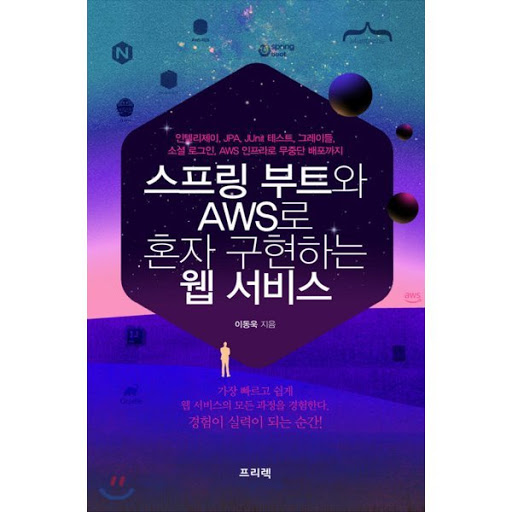 spring
boot
인텔리제이, JPA, JUnit 테스트, 그레이들,
소셜 로그인, AWS 인프라로 무중단 배포까지
스프링 부트와
AWS로
혼자 구현하는
웹 서비스
aws
이동욱 지음
가장 빠르고 쉽게
웹 서비스의 모든 과정을 경험한다.
경험이 실력이 되는 순간!
프리렉